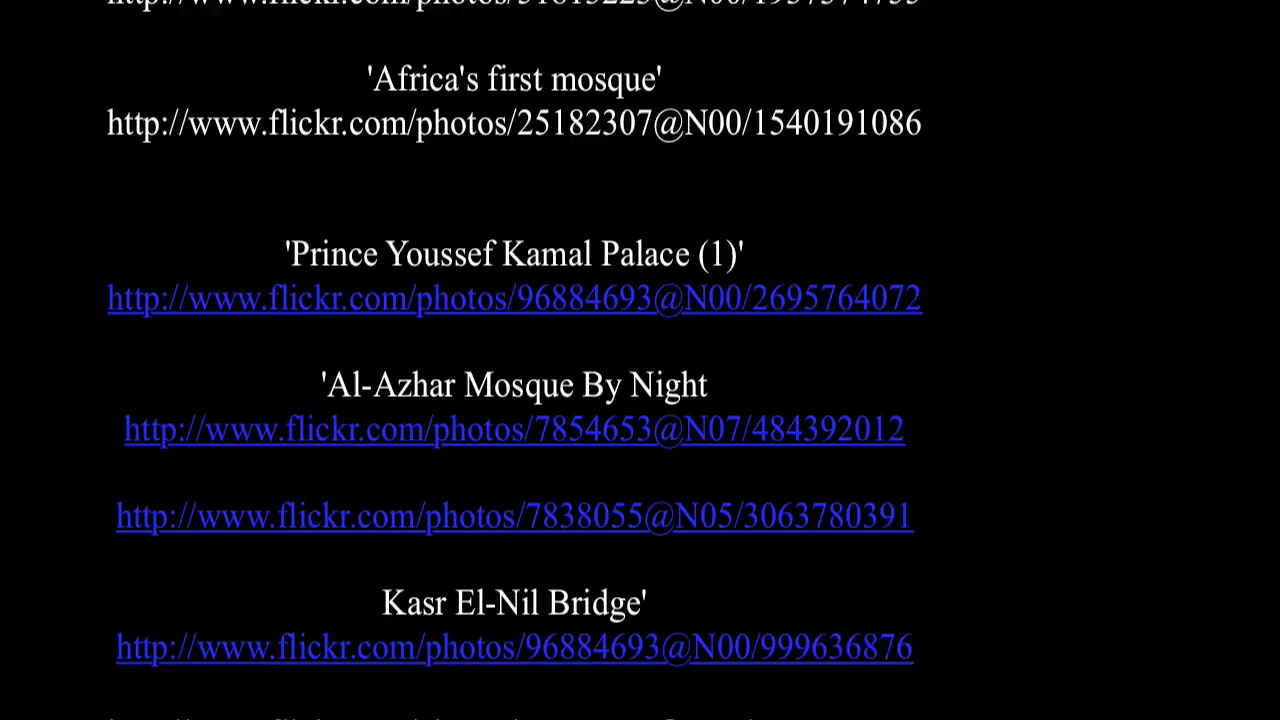 'Africa's first mosque'
http://www.flickr.com/photos/25182307@N00/1540191086
'Prince Youssef Kamal Palace (1)'
http://www.flickr.com/photos/96884693@N00/2695764072
'Al-Azhar Mosque By Night
http://www.flickr.com/photos/7854653@N07/484392012
http://www.flickr.com/photos/7838055@N05/3063780391
Kasr El-Nil Bridge'
http://www.flickr.com/photos/96884693@N00/999636876